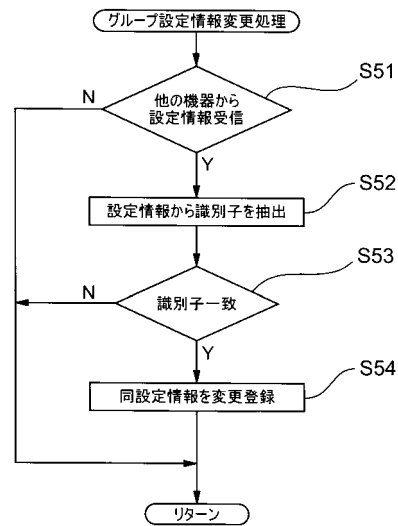 グループ設定情報変更処理
S51
N
他の機器から
設定情報受信
Y
S52
設定情報から識別子を抽出
S53
N
識別子一致
Y
S54
同設定情報を変更登録
リターン